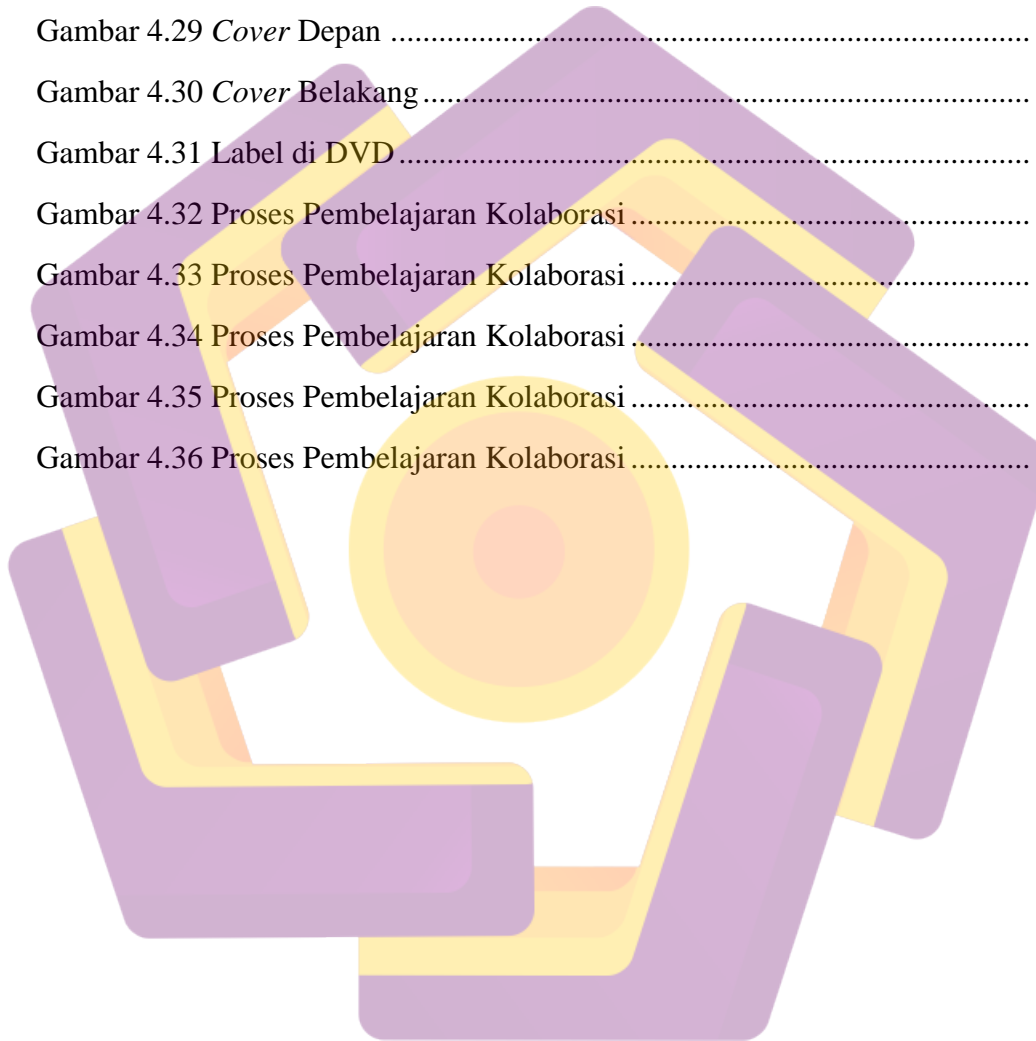 Gambar 4.29 Cover Depan ................................................................................
Gambar 4.30 Cover Belakang............................................................................
Gambar 4.31 Label di DVD...............................................................................
Gambar 4.32 Proses Pembelajaran Kolaborasi..................................................
Gambar 4.33 Proses Pembelajaran Kolaborasi..................................................
Gambar 4.34 Proses Pembelajaran Kolaborasi..................................................
Gambar 4.35 Proses Pembelajaran Kolaborasi..................................................
Gambar 4.36 Proses Pembelajaran Kolaborasi..................................................